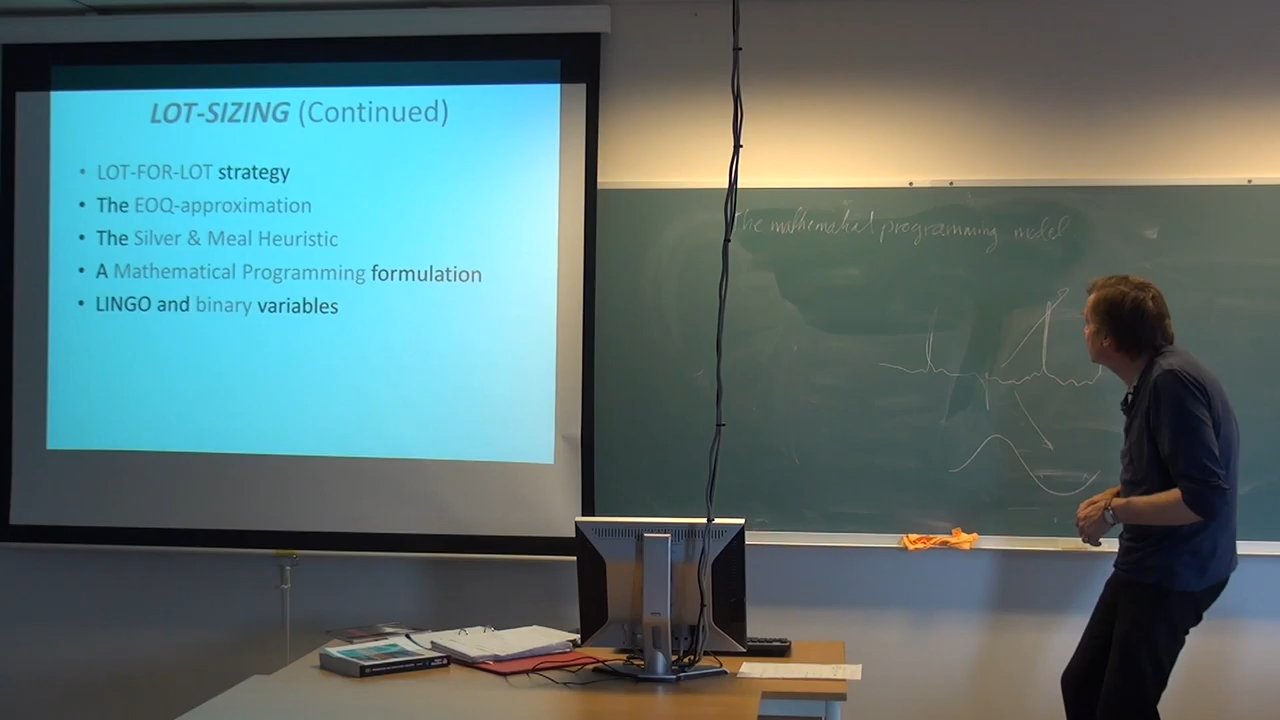 LOT-SIZING (Continued)
• LOT-FOR-LOT strategy
• The EOQ-approximation
• The Silver & Meal Heuristic
• A Mathematical Programming formulation
• LINGO and binary variables
The mathematical programming model